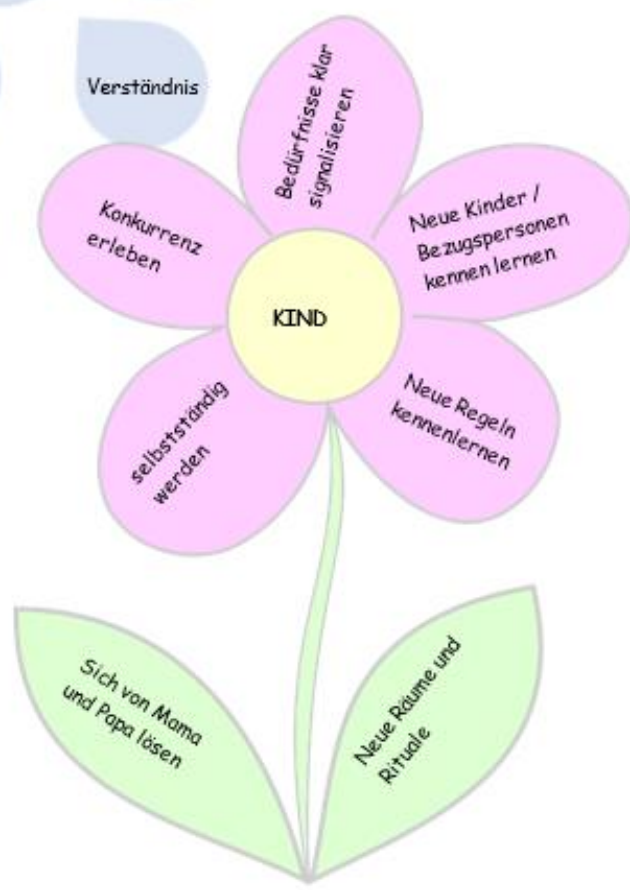 Verständnis
Bedürfnisse klar
signalisieren
Konkurrenz
erleben
Neue Kinder /
Bezugspersonen
kennen lernen
KIND
selbstständig
werden
Neue Regeln
kennenlernen
Sich von Mama
und Papa lösen
Neue Räume und
Rituale